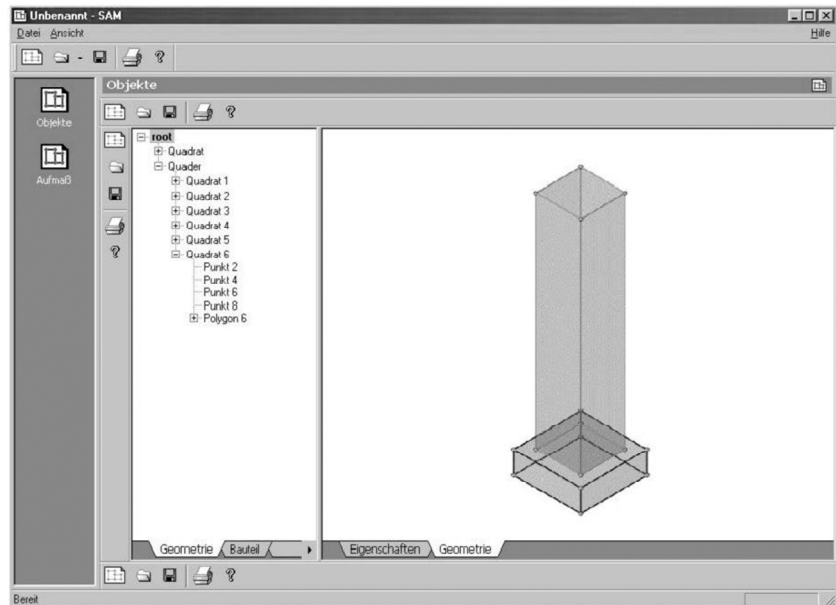 Unbenannt - SAM
Datei Ansicht Hilfe
Objekte
Objekte
Aufmaß
root
Quadrat
Quader
Quadrat 1
Quadrat 2
Quadrat 3
Quadrat 4
Quadrat 5
Quadrat 6
Punkt 2
Punkt 4
Punkt 6
Punkt 8
Polygon 6
Geometrie Bauteil
Eigenschaften Geometrie
Bereit